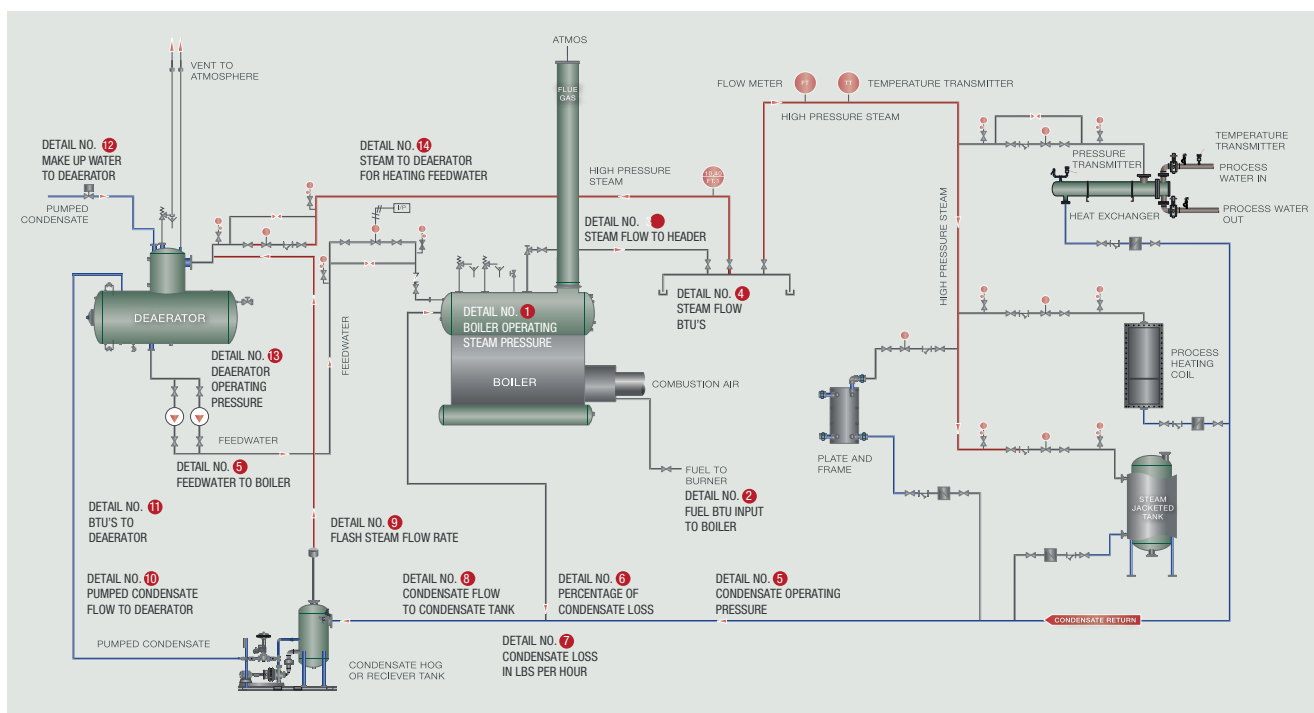 ATMOS
VENT TO
ATMOSPHERE
FLUE
GAS
FLOW METER
FT
TT
TEMPERATURE TRANSMITTER
HIGH PRESSURE STEAM
DETAIL NO. 12
MAKE UP WATER
TO DEAERATOR
PUMPED
CONDENSATE
DETAIL NO. 14
STEAM TO DEAERATOR
FOR HEATING FEEDWATER
HIGH PRESSURE
STEAM
I/P
DETAIL NO.
STEAM FLOW TO HEADER
PRESSURE
TRANSMITTER
TEMPERATURE
TRANSMITTER
PROCESS
WATER IN
PROCESS WATER
OUT
HEAT EXCHANGER
HIGH PRESSURE STEAM
DEAERATOR
DETAIL NO. 13
DEAERATOR
OPERATING
PRESSURE
FEEDWATER
DETAIL NO. 1
BOILER OPERATING
STEAM PRESSURE
BOILER
COMBUSTION AIR
DETAIL NO. 4
STEAM FLOW
BTU'S
PROCESS
HEATING
COIL
FEEDWATER
DETAIL NO. 5
FEEDWATER TO BOILER
PLATE AND
FRAME
FUEL TO
BURNER
DETAIL NO. 2
FUEL BTU INPUT
TO BOILER
STEAM
JACKETED
TANK
DETAIL NO. 11
BTU'S TO
DEAERATOR
DETAIL NO. 9
FLASH STEAM FLOW RATE
DETAIL NO. 10
PUMPED CONDENSATE
FLOW TO DEAERATOR
DETAIL NO. 8
CONDENSATE FLOW
TO CONDENSATE TANK
DETAIL NO. 6
PERCENTAGE OF
CONDENSATE LOSS
DETAIL NO. 5
CONDENSATE OPERATING
PRESSURE
CONDENSATE RETURN
PUMPED CONDENSATE
DETAIL NO. 7
CONDENSATE LOSS
IN LBS PER HOUR
CONDENSATE HOG
OR RECIEVER TANK